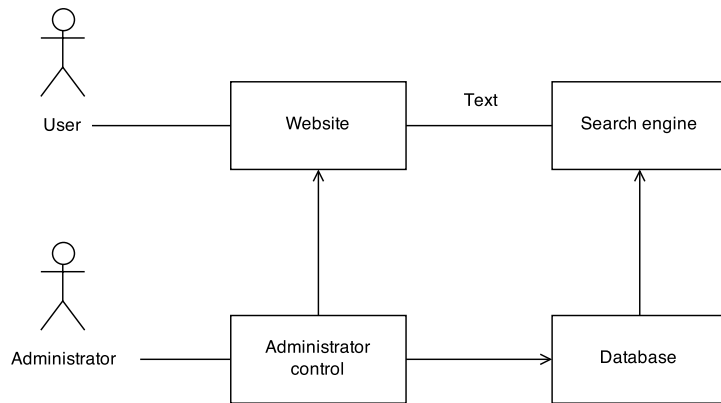 Text
User
Website
Search engine
Administrator
Administrator
control
Database